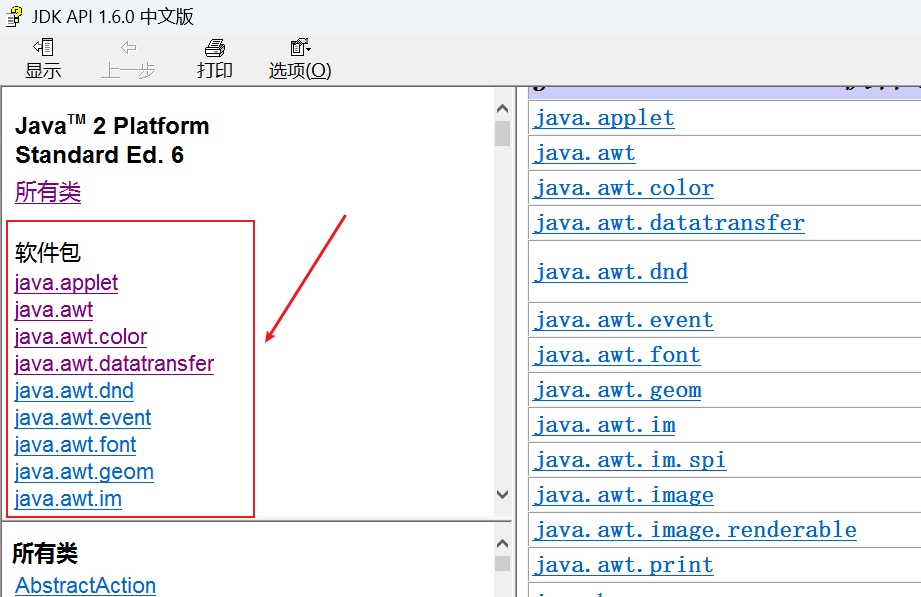 JDK API 1.6.0 中文版
显示 上一步 打印 选项(O)
Java™ 2 Platform
Standard Ed. 6
所有类
软件包
java.applet
java.awt
java.awt.color
java.awt.datatransfer
java.awt.dnd
java.awt.event
java.awt.font
java.awt.geom
java.awt.im
所有类
AbstractAction
java.applet
java.awt
java.awt.color
java.awt.datatransfer
java.awt.dnd
java.awt.event
java.awt.font
java.awt.geom
java.awt.im
java.awt.im.spi
java.awt.image
java.awt.image.renderable
java.awt.print